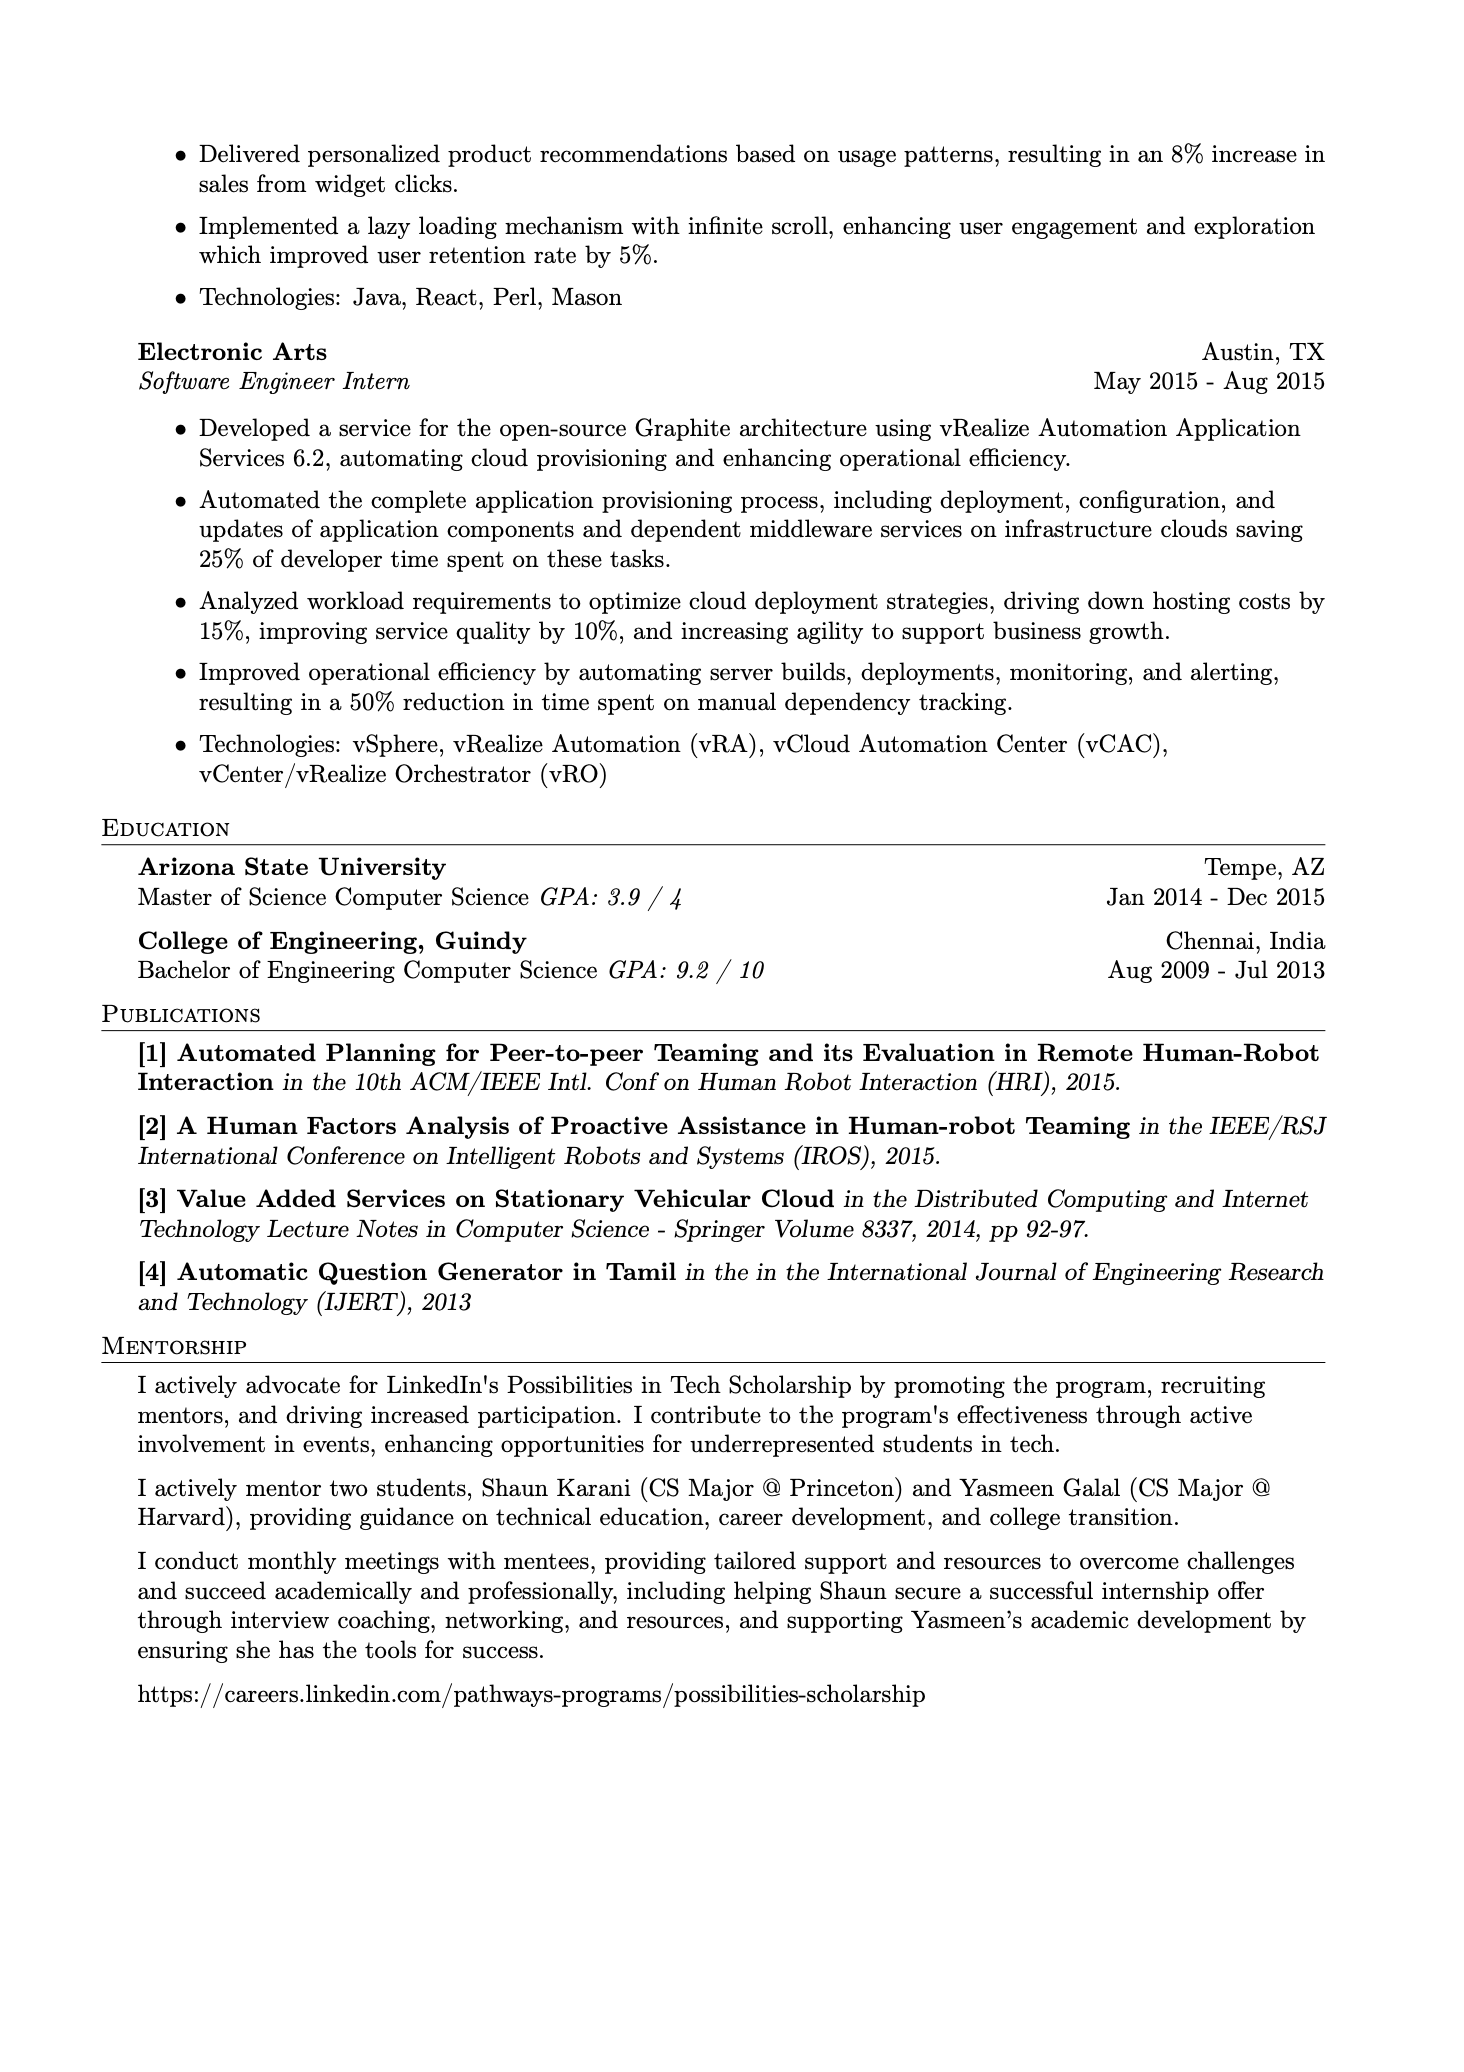 • Delivered personalized product recommendations based on usage patterns, resulting in an 8% increase in
sales from widget clicks.
• Implemented a lazy loading mechanism with infinite scroll, enhancing user engagement and exploration
which improved user retention rate by 5%.
• Technologies: Java, React, Perl, Mason
Electronic Arts Austin, TX
Software Engineer Intern May 2015 - Aug 2015
• Developed a service for the open-source Graphite architecture using vRealize Automation Application
Services 6.2, automating cloud provisioning and enhancing operational efficiency.
• Automated the complete application provisioning process, including deployment, configuration, and
updates of application components and dependent middleware services on infrastructure clouds saving
25% of developer time spent on these tasks.
• Analyzed workload requirements to optimize cloud deployment strategies, driving down hosting costs by
15%, improving service quality by 10%, and increasing agility to support business growth.
• Improved operational efficiency by automating server builds, deployments, monitoring, and alerting,
resulting in a 50% reduction in time spent on manual dependency tracking.
• Technologies: vSphere, vRealize Automation (vRA), vCloud Automation Center (vCAC),
vCenter/vRealize Orchestrator (vRO)
Education
Arizona State University Tempe, AZ
Master of Science Computer Science GPA: 3.9 / 4 Jan 2014 - Dec 2015
College of Engineering, Guindy Chennai, India
Bachelor of Engineering Computer Science GPA: 9.2 / 10 Aug 2009 - Jul 2013
Publications
[1] Automated Planning for Peer-to-peer Teaming and its Evaluation in Remote Human-Robot
Interaction in the 10th ACM/IEEE Intl. Conf on Human Robot Interaction (HRI), 2015.
[2] A Human Factors Analysis of Proactive Assistance in Human-robot Teaming in the IEEE/RSJ
International Conference on Intelligent Robots and Systems (IROS), 2015.
[3] Value Added Services on Stationary Vehicular Cloud in the Distributed Computing and Internet
Technology Lecture Notes in Computer Science - Springer Volume 8337, 2014, pp 92-97.
[4] Automatic Question Generator in Tamil in the in the International Journal of Engineering Research
and Technology (IJERT), 2013
Mentorship
I actively advocate for LinkedIn's Possibilities in Tech Scholarship by promoting the program, recruiting
mentors, and driving increased participation. I contribute to the program's effectiveness through active
involvement in events, enhancing opportunities for underrepresented students in tech.
I actively mentor two students, Shaun Karani (CS Major @ Princeton) and Yasmeen Galal (CS Major @
Harvard), providing guidance on technical education, career development, and college transition.
I conduct monthly meetings with mentees, providing tailored support and resources to overcome challenges
and succeed academically and professionally, including helping Shaun secure a successful internship offer
through interview coaching, networking, and resources, and supporting Yasmeen’s academic development by
ensuring she has the tools for success.
https://careers.linkedin.com/pathways-programs/possibilities-scholarship